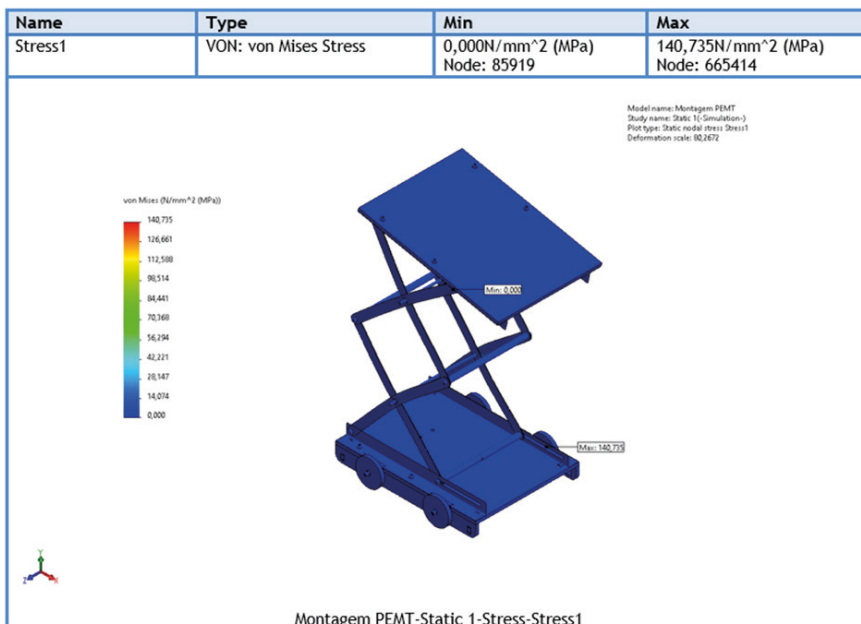 Name Type Min Max
Stress1 VON: von Mises Stress 0,000N/mm^2 (MPa) 140,735N/mm^2 (MPa)
Node: 85919 Node: 665414
Model name: Montagem PEMT
Study name: Static 1(-Simulation-)
Plot type: Static nodal stress Stress1
Deformation scale: 80,2672
von Mises (N/mm^2 (MPa))
140,735
126,661
112,588
98,514
84,441
70,368
56,294
42,221
28,147
14,074
0,000
Min: 0,000
Max: 140,735
Y
Z X
Montagem PEMT-Static 1-Stress-Stress1